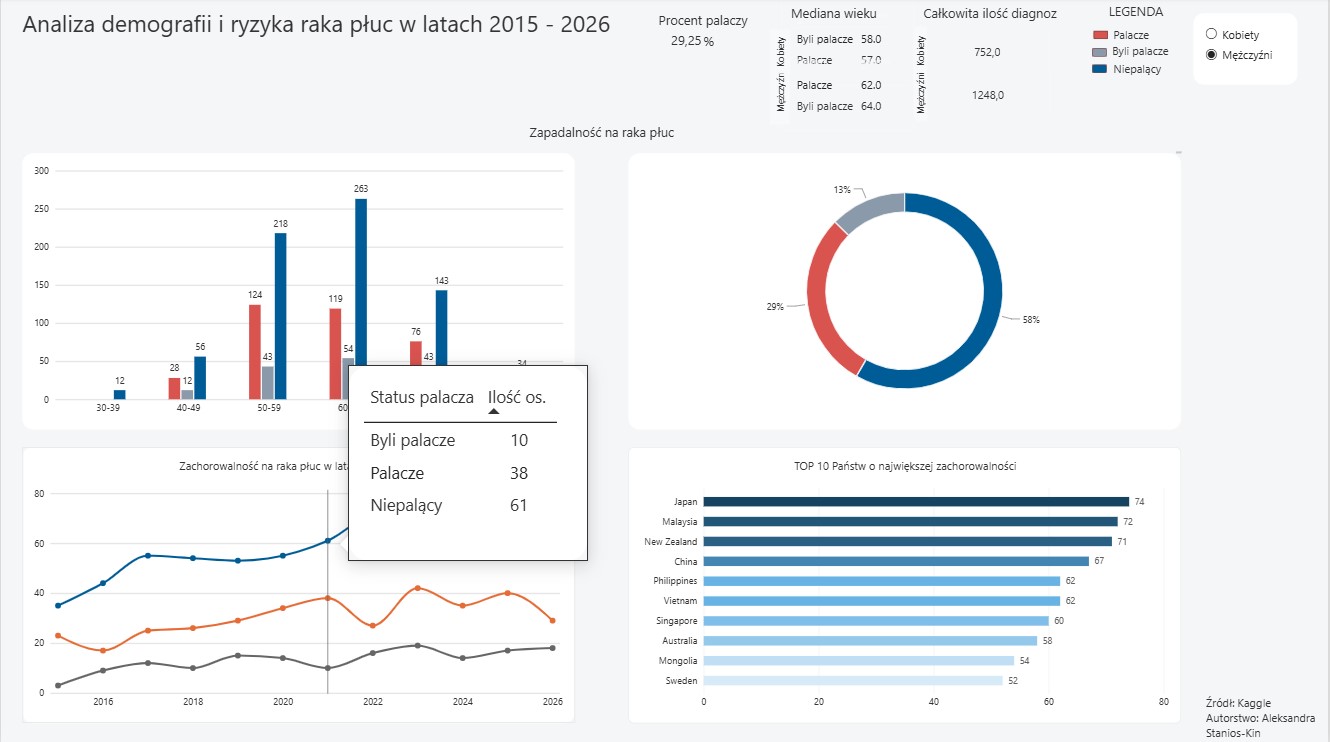 Analiza demografii i ryzyka raka płuc w latach 2015 - 2026
Procent palaczy
29,25 %
Mediana wieku
Kobiety
Byli palacze 58.0
Palacze 57.0
Mężczyźni
Palacze 62.0
Byli palacze 64.0
Całkowita ilość diagnoz
Kobiety
752,0
Mężczyźni
1248,0
LEGENDA
Palacze
Byli palacze
Niepalący
Kobiety
Mężczyźni
Zapadalność na raka płuc
300
250
200
150
100
50
0
12
28
12
56
124
43
218
119
54
263
76
43
143
34
30-39
40-49
50-59
60
13%
29%
58%
Status palacza Ilość os.
Byli palacze 10
Palacze 38
Niepalący 61
Zachorowalność na raka płuc w lata
80
60
40
20
0
2016
2018
2020
2022
2024
2026
TOP 10 Państw o największej zachorowalności
Japan 74
Malaysia 72
New Zealand 71
China 67
Philippines 62
Vietnam 62
Singapore 60
Australia 58
Mongolia 54
Sweden 52
0
20
40
60
80
Źródł: Kaggle
Autorstwo: Aleksandra
Stanios-Kin